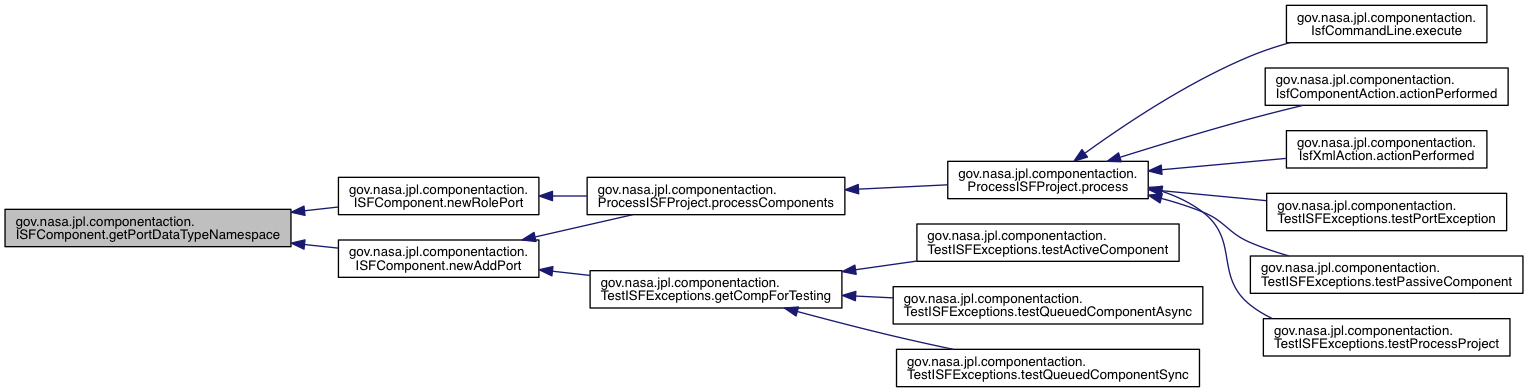 gov.nasa.jpl.componentaction.
ISFComponent.getPortDataTypeNamespace
gov.nasa.jpl.componentaction.
ISFComponent.newRolePort
gov.nasa.jpl.componentaction.
ISFComponent.newAddPort
gov.nasa.jpl.componentaction.
ProcessISFProject.processComponents
gov.nasa.jpl.componentaction.
TestISFExceptions.getCompForTesting
gov.nasa.jpl.componentaction.
ProcessISFProject.process
gov.nasa.jpl.componentaction.
TestISFExceptions.testActiveComponent
gov.nasa.jpl.componentaction.
TestISFExceptions.testQueuedComponentAsync
gov.nasa.jpl.componentaction.
TestISFExceptions.testQueuedComponentSync
gov.nasa.jpl.componentaction.
IsfCommandLine.execute
gov.nasa.jpl.componentaction.
IsfComponentAction.actionPerformed
gov.nasa.jpl.componentaction.
IsfXmlAction.actionPerformed
gov.nasa.jpl.componentaction.
TestISFExceptions.testPortException
gov.nasa.jpl.componentaction.
TestISFExceptions.testPassiveComponent
gov.nasa.jpl.componentaction.
TestISFExceptions.testProcessProject